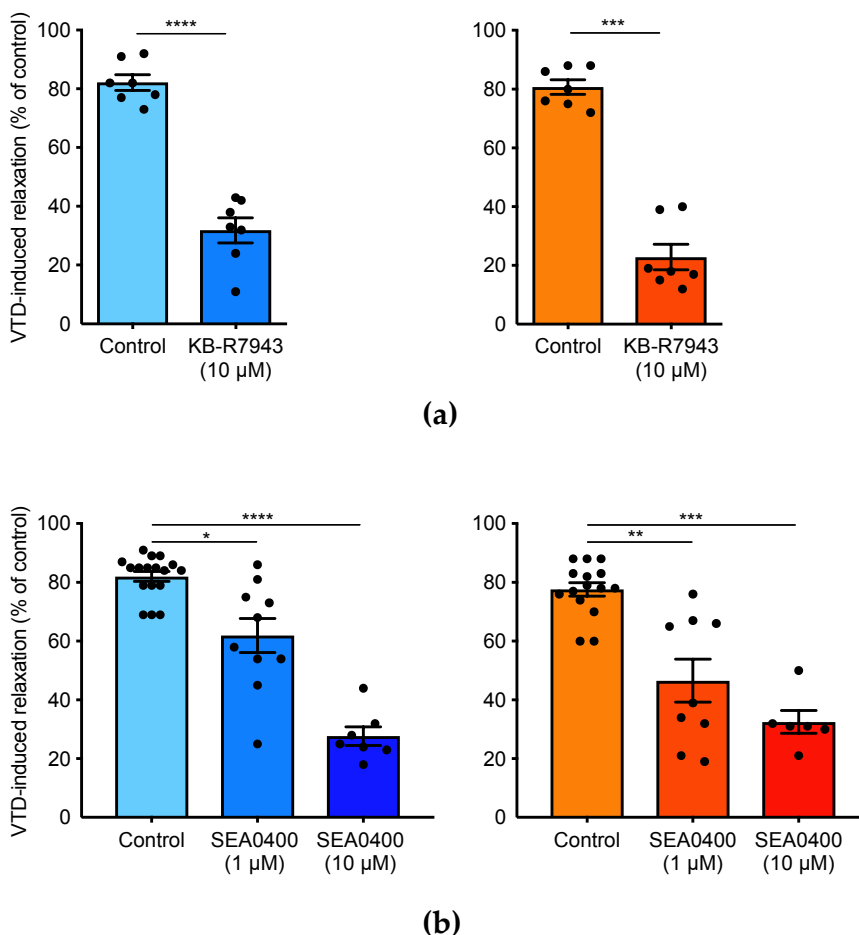 VTD-induced relaxation (% of control)
100
80
60
40
20
0
****
Control
KB-R7943
(10 μM)
100
80
60
40
20
0
***
Control
KB-R7943
(10 μM)
(a)
VTD-induced relaxation (% of control)
100
80
60
40
20
0
****
*
Control
SEA0400
(1 μM)
SEA0400
(10 μM)
100
80
60
40
20
0
***
**
Control
SEA0400
(1 μM)
SEA0400
(10 μM)
(b)